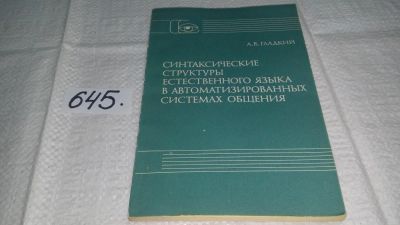 А.В.ГЛАДКИЙ
СИНТАКСИЧЕСКИЕ
СТРУКТУРЫ
ЕСТЕСТВЕННОГО ЯЗЫКА
В АВТОМАТИЗИРОВАННЫХ
СИСТЕМАХ ОБЩЕНИЯ
645.